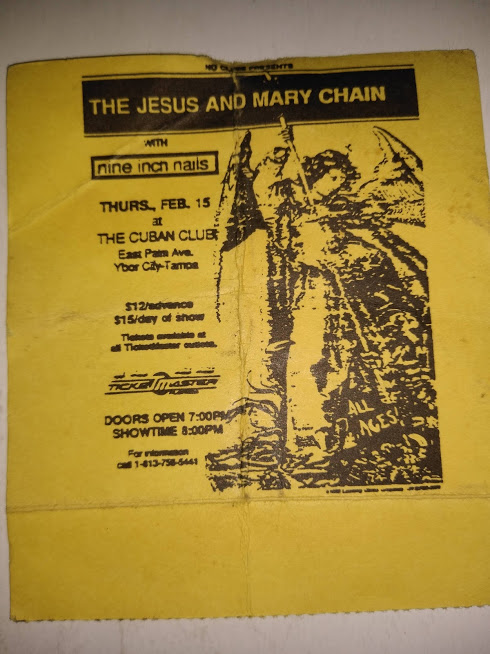 PRESENTS
THE JESUS AND MARY CHAIN
WITH
nine inch nails
THURS., FEB. 15
at
THE CUBAN CLUB
East Palm Ave.
Ybor City-Tampa
$12/advance
$15/day of show
Tickets available at
all TicketMaster outlets.
TICKETMASTER
DOORS OPEN 7:00PM
SHOWTIME 8:00PM
For information
call 1-813-756-5441
ALL
AGES!